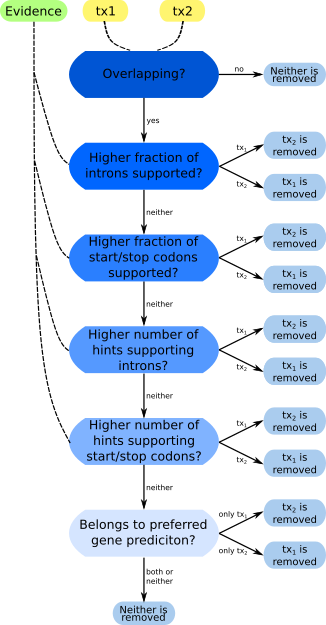 Evidence
tx1
tx2
Overlapping?
no
Neither is
removed
yes
Higher fraction of
introns supported?
tx1
tx2 is
removed
tx2
tx1 is
removed
neither
Higher fraction of
start/stop codons
supported?
tx1
tx2 is
removed
tx2
tx1 is
removed
neither
Higher number of
hints supporting
introns?
tx1
tx2 is
removed
tx2
tx1 is
removed
neither
Higher number of
hints supporting
start/stop codons?
tx1
tx2 is
removed
tx2
tx1 is
removed
neither
Belongs to preferred
gene prediciton?
only tx1
tx2 is
removed
only tx2
tx1 is
removed
both or
neither
Neither is
removed